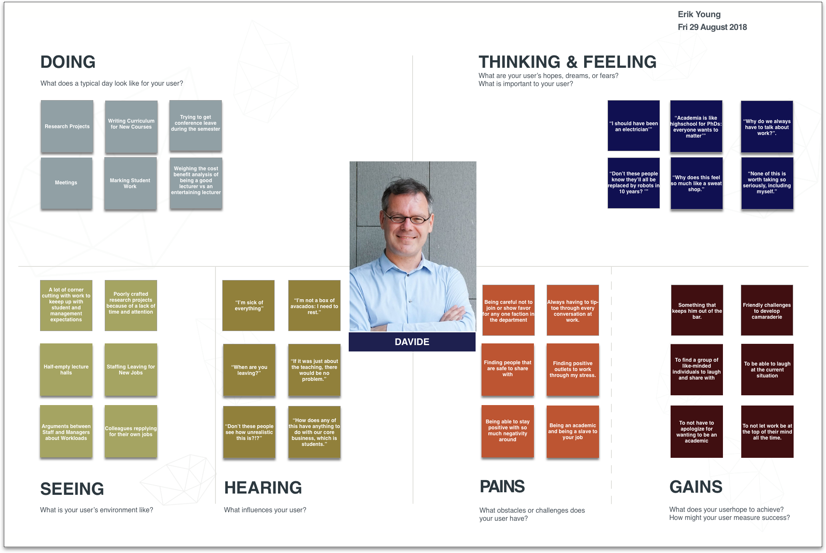 Erik Young
Fri 29 August 2018
DOING
What does a typical day look like for your user?
Research Projects
Writing Curriculum
for New Courses
Trying to get
conference leave
during the semester
Meetings
Marking Student
Work
Weighing the cost
benefit analysis of
being a good
lecturer vs an
entertaining lecturer
THINKING & FEELING
What are your user's hopes, dreams, or fears?
What is important to your user?
"I should have been
an electrician""
"Academia is like
highschool for PhDs:
everyone wants to
matter""
"Why do we always
have to talk about
work?".
"Don't these people
know they'll all be
replaced by robots in
10 years? '"
"Why does this feel
so much like a sweat
shop."
"None of this is
worth taking so
seriously, including
myself."
DAVIDE
A lot of corner
cutting with work to
keeep up with
student and
management
expectations
Poorly crafted
research projects
because of a lack of
time and attention
Half-empty lecture
halls
Staffing Leaving for
New Jobs
Arguments between
Staff and Managers
about Workloads
Colleagues repplying
for their own jobs
SEEING
What is your user's environment like?
"I'm sick of
everything"
"I'm not a box of
avacados: I need to
rest."
"When are you
leaving?"
"If it was just about
the teaching, there
would be no
problem."
"Don't these people
see how unrealistic
this is?!?"
"How does any of
this have anything to
do with our core
business, which is
students."
HEARING
What influences your user?
Being careful not to
join or show favor
for any one faction in
the department
Always having to tip-
toe through every
conversation at
work.
Finding people that
are safe to share
with
Finding positive
outlets to work
through my stress.
Being able to stay
positive with so
much negativity
around
Being an academic
and being a slave to
your job
PAINS
What obstacles or challenges does
your user have?
Something that
keeps him out of the
bar.
Friendly challenges
to develop
camaraderie
To find a group of
like-minded
individuals to laugh
and share with
To be able to laugh
at the current
situation
To not have to
apologize for
wanting to be an
academic
To not let work be at
the top of their mind
all the time.
GAINS
What does your userhope to achieve?
How might your user measure success?